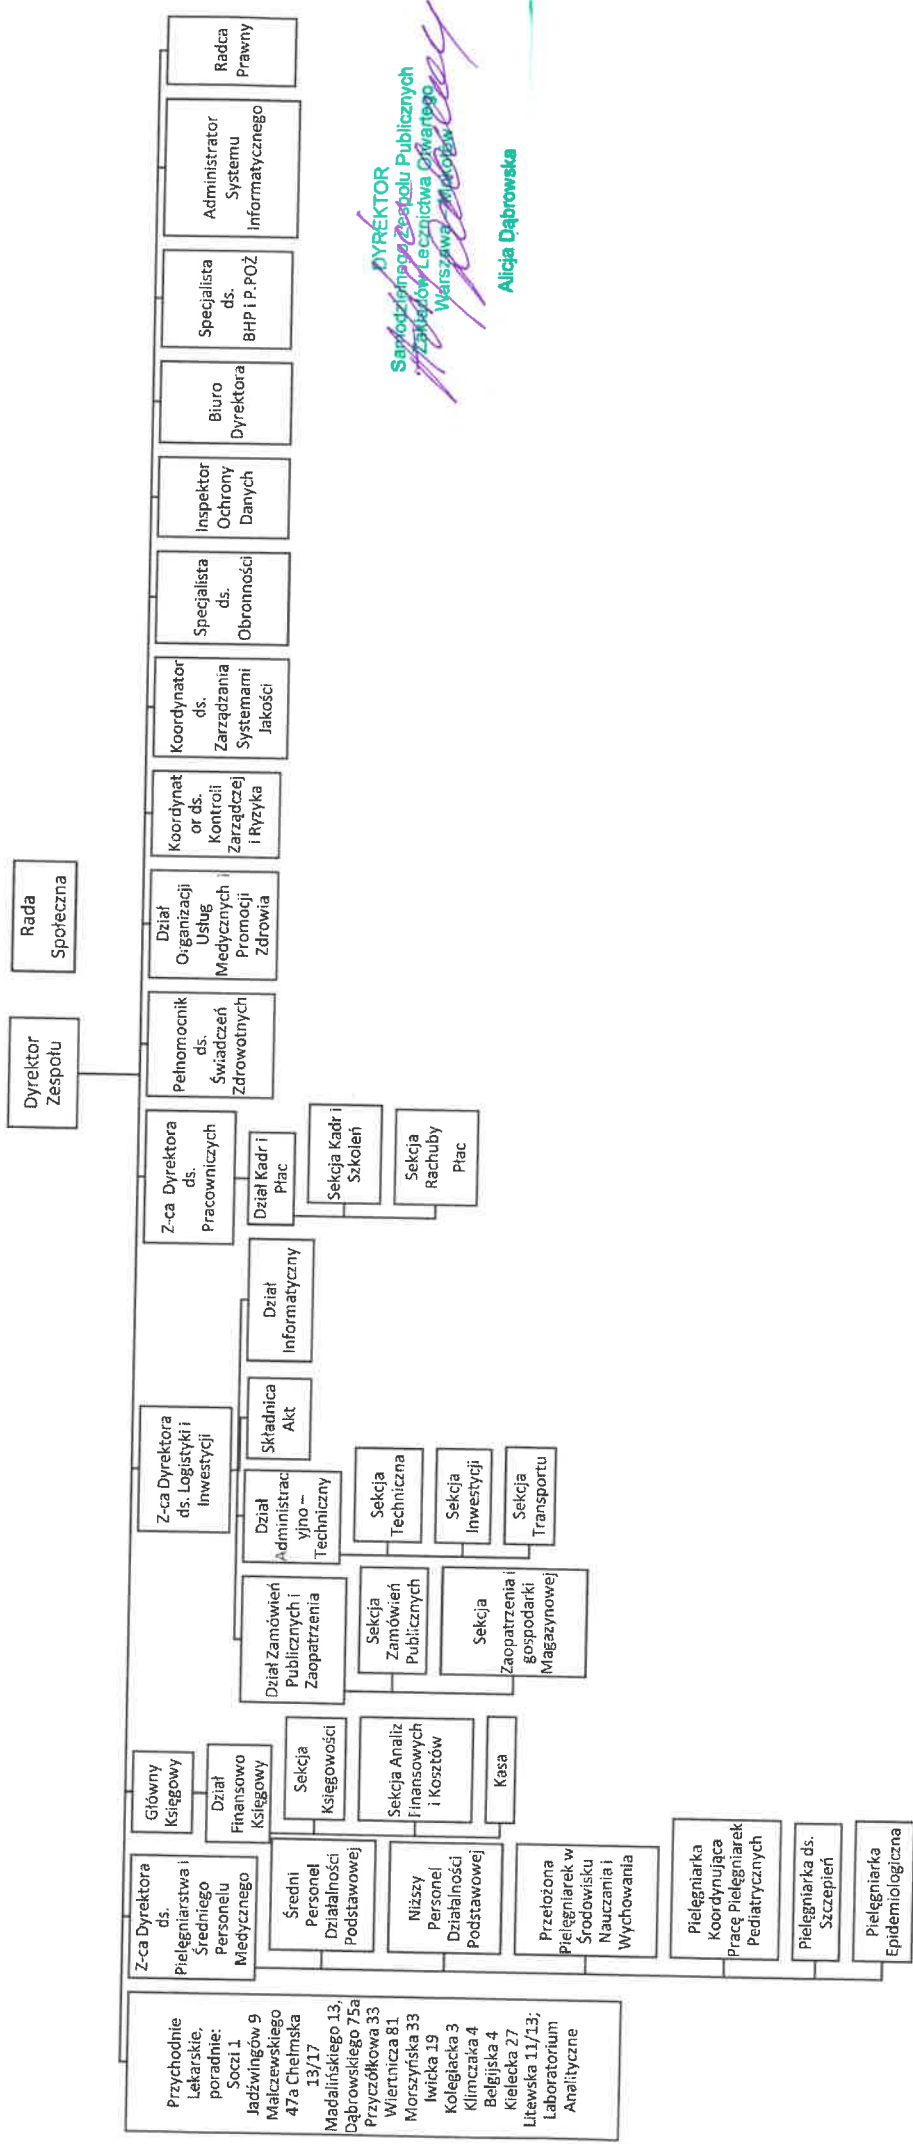 Dyrektor
Zespołu
Rada
Społeczna
Przychodnie
Lekarskie,
poradnie:
Soczi 1
Jadźwingów 9
Malczewskiego
47a Chełmska
13/17
Madalińskiego 13,
Dąbrowskiego 75a
Przyczółkowa 33
Wiertnicza 81
Morszyńska 33
Iwicka 19
Kolegiacka 3
Klimczaka 4
Belgijska 4
Kielecka 27
Litewska 11/13;
Laboratorium
Analityczne
Z-ca Dyrektora
ds.
Pielęgniarstwa i
Średniego
Personelu
Medycznego
Średni
Personel
Działalności
Podstawowej
Niższy
Personel
Działalności
Podstawowej
Przełożona
Pielęgniarek w
Środowisku
Nauczania i
Wychowania
Pielęgniarka
Koordynująca
Pracę Pielęgniarek
Pediatrycznych
Pielęgniarka ds.
Szczepień
Pielęgniarka
Epidemiologiczna
Główny
Księgowy
Dział
Finansowo
Księgowy
Sekcja
Księgowości
Sekcja Analiz
Finansowych
i Kosztów
Kasa
Z-ca Dyrektora
ds. Logistyki i
Inwestycji
Dział Zamówień
Publicznych i
Zaopatrzenia
Sekcja
Zamówień
Publicznych
Sekcja
Zaopatrzenia i
gospodarki
Magazynowej
Dział
Administrac
yjno –
Techniczny
Sekcja
Techniczna
Sekcja
Inwestycji
Sekcja
Transportu
Składnica
Akt
Dział
Informatyczny
Z-ca Dyrektora
ds.
Pracowniczych
Dział Kadr i
Płac
Sekcja Kadr i
Szkoleń
Sekcja
Rachuby
Płac
Pełnomocnik
ds.
Świadczeń
Zdrowotnych
Dział
Organizacji
Usług
Medycznych i
Promocji
Zdrowia
Koordynat
or ds.
Kontroli
Zarządczej
i Ryzyka
Koordynator
ds.
Zarządzania
Systemami
Jakości
Specjalista
ds.
Obronności
Inspektor
Ochrony
Danych
Biuro
Dyrektora
Specjalista
ds.
BHP i P.POŻ
Administrator
Systemu
Informatycznego
Radca
Prawny
DYREKTOR
Samodzielnego Zespołu Publicznych
Zakładów Lecznictwa Otwartego
Warszawa - Mokotów
Alicja Dąbrowska